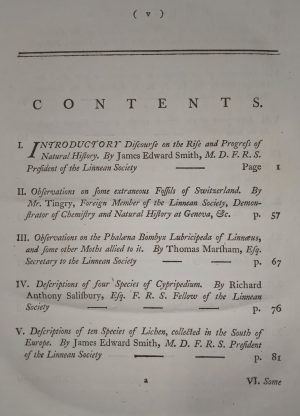 ( v )
CONTENTS.
I. INTRODUCTORY Diſcourſe on the Riſe and Progreſs of
Natural Hiſtory. By James Edward Smith, M. D. F. R. S.
Preſident of the Linnean Society — Page 1
II. Obſervations on ſome extraneous Foſſils of Switzerland. By
Mr. Tingry, Foreign Member of the Linnean Society, Demon-
ſtrator of Chemiſtry and Natural Hiſtory at Geneva, &c. p. 57
III. Obſervations on the Phalæna Bombyx Lubricipeda of Linnæus,
and ſome other Moths allied to it. By Thomas Marſham, Eſq.
Secretary to the Linnean Society — — p. 67
IV. Deſcriptions of four Species of Cypripedium. By Richard
Anthony Saliſbury, Eſq. F. R. S. Fellow of the Linnean
Society — — — p. 76
V. Deſcriptions of ten Species of Lichen, collected in the South of
Europe. By James Edward Smith, M. D. F. R. S. Preſident
of the Linnean Society — — p. 81
a VI. Some